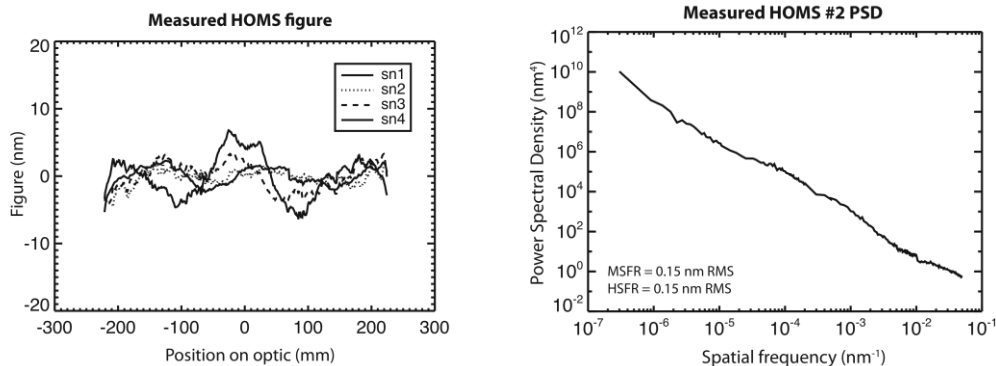 Measured HOMS figure
20
10
0
-10
-20
-300
-200
-100
0
100
200
300
Figure (nm)
Position on optic (mm)
sn1
sn2
sn3
sn4
Measured HOMS #2 PSD
10^12
10^10
10^8
10^6
10^4
10^2
10^0
10^-2
10^-7
10^-6
10^-5
10^-4
10^-3
10^-2
10^-1
Power Spectral Density (nm^4)
MSFR = 0.15 nm RMS
HSFR = 0.15 nm RMS
Spatial frequency (nm^-1)